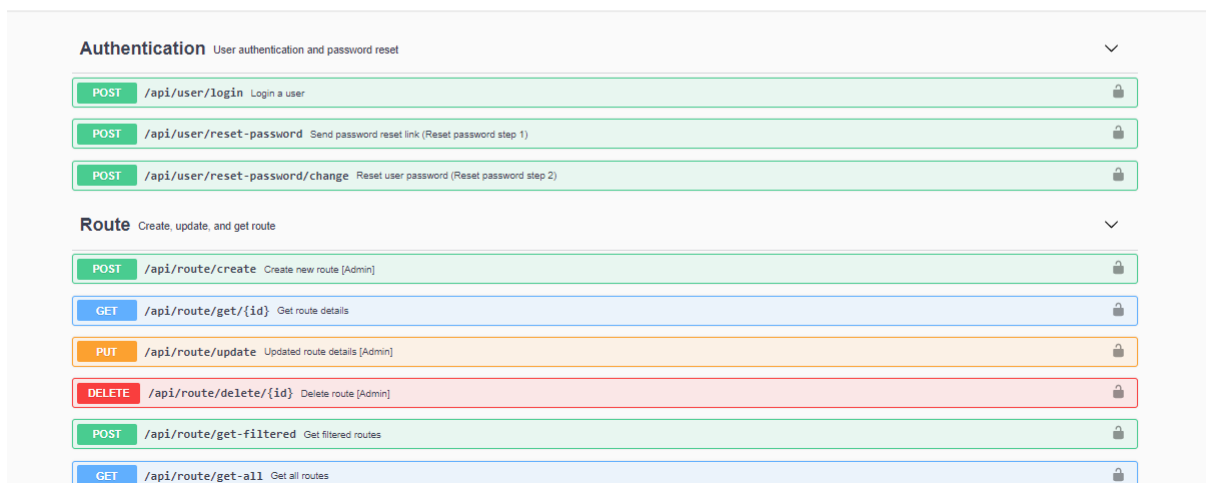 Authentication User authentication and password reset
POST /api/user/login Login a user
POST /api/user/reset-password Send password reset link (Reset password step 1)
POST /api/user/reset-password/change Reset user password (Reset password step 2)
Route Create, update, and get route
POST /api/route/create Create new route [Admin]
GET /api/route/get/{id} Get route details
PUT /api/route/update Updated route details [Admin]
DELETE /api/route/delete/{id} Delete route [Admin]
POST /api/route/get-filtered Get filtered routes
GET /api/route/get-all Get all routes